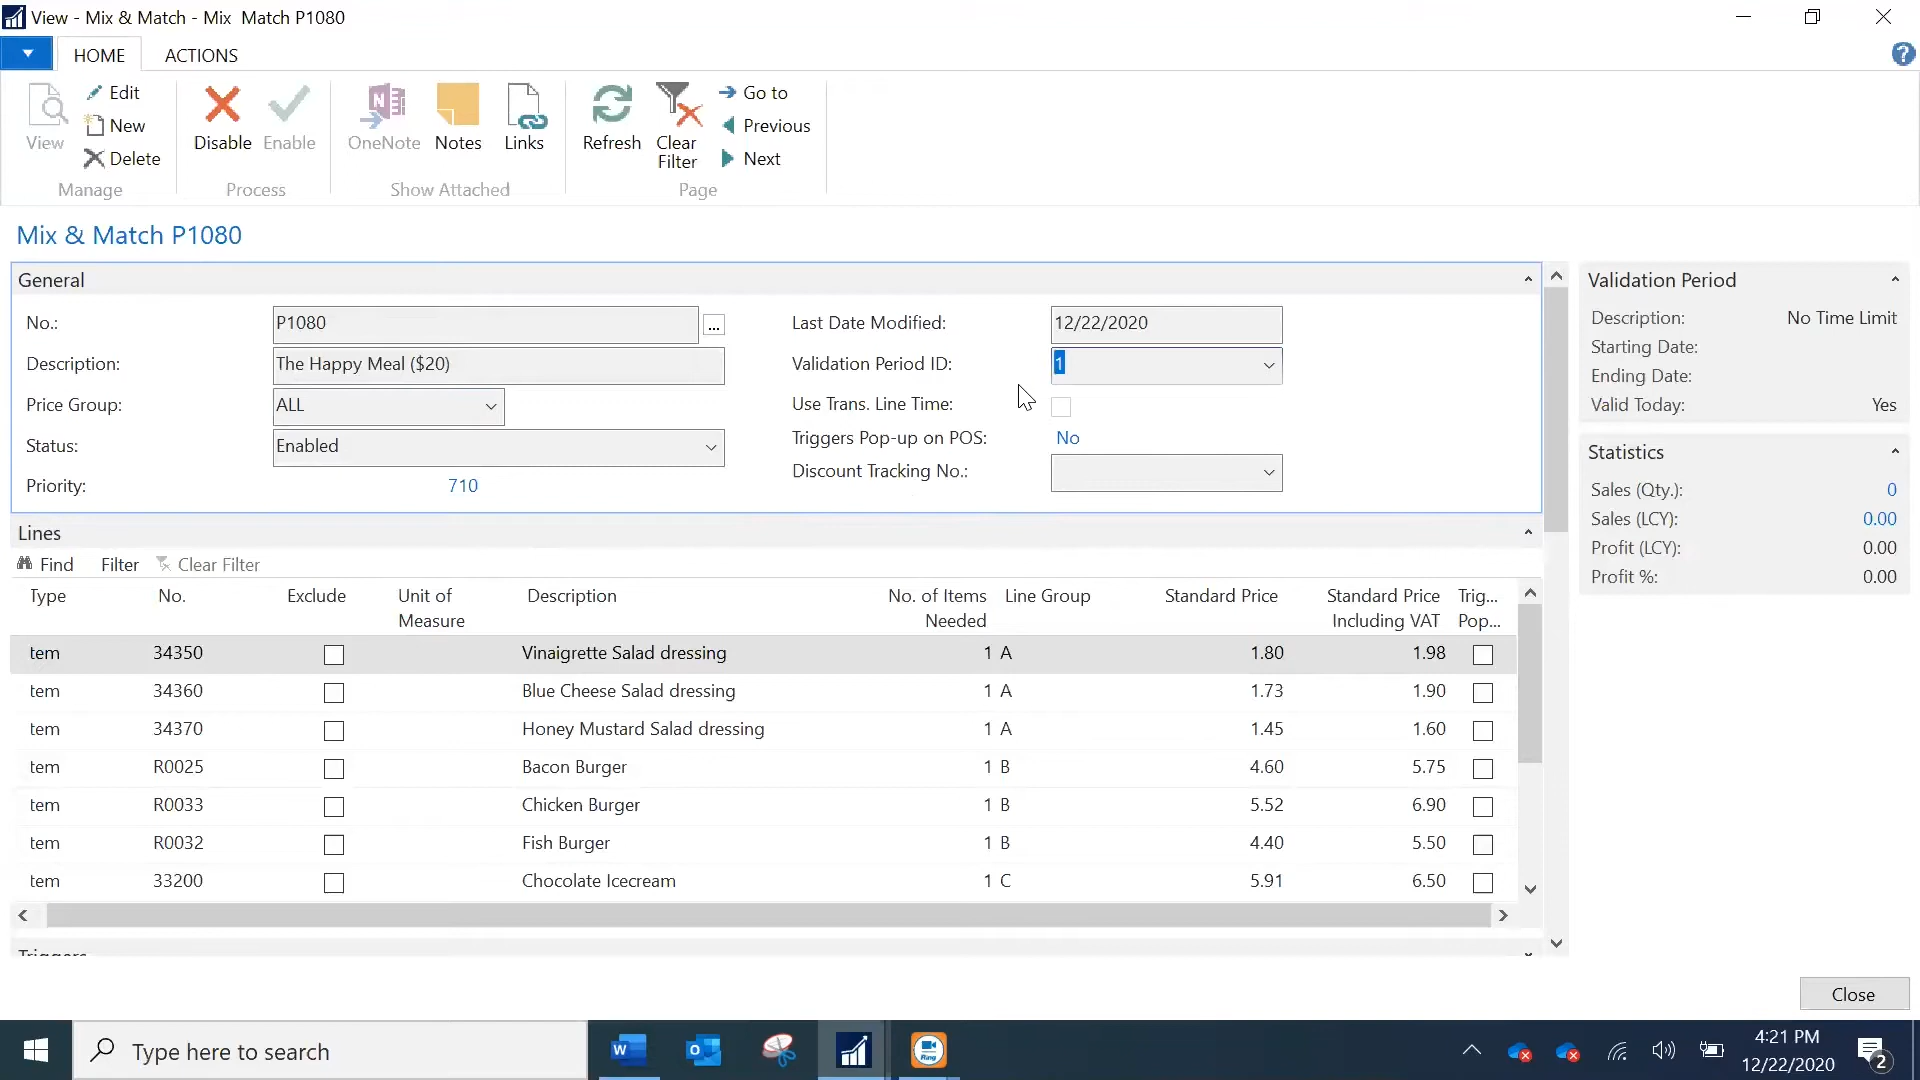 View - Mix & Match - Mix  Match P1080
HOME
ACTIONS
View
Edit
New
Delete
Manage
Disable
Enable
Process
N
OneNote
Notes
Links
Show Attached
Refresh
Clear
Filter
Go to
Previous
Next
Page
?
Mix & Match P1080
General
No.: P1080 ...
Description: The Happy Meal ($20)
Price Group: ALL
Status: Enabled
Priority: 710
Last Date Modified: 12/22/2020
Validation Period ID: 1
Use Trans. Line Time:
Triggers Pop-up on POS: No
Discount Tracking No.:
Validation Period
Description: No Time Limit
Starting Date:
Ending Date:
Valid Today: Yes
Statistics
Sales (Qty.): 0
Sales (LCY): 0.00
Profit (LCY): 0.00
Profit %: 0.00
Lines
Find Filter Clear Filter
Type No. Exclude Unit of Description No. of Items Line Group Standard Price Standard Price Trig...
Measure Needed Including VAT Pop...
tem 34350 Vinaigrette Salad dressing 1 A 1.80 1.98
tem 34360 Blue Cheese Salad dressing 1 A 1.73 1.90
tem 34370 Honey Mustard Salad dressing 1 A 1.45 1.60
tem R0025 Bacon Burger 1 B 4.60 5.75
tem R0033 Chicken Burger 1 B 5.52 6.90
tem R0032 Fish Burger 1 B 4.40 5.50
tem 33200 Chocolate Icecream 1 C 5.91 6.50
Triggers
Close
Type here to search
W
O
Ring
4:21 PM
12/22/2020
2